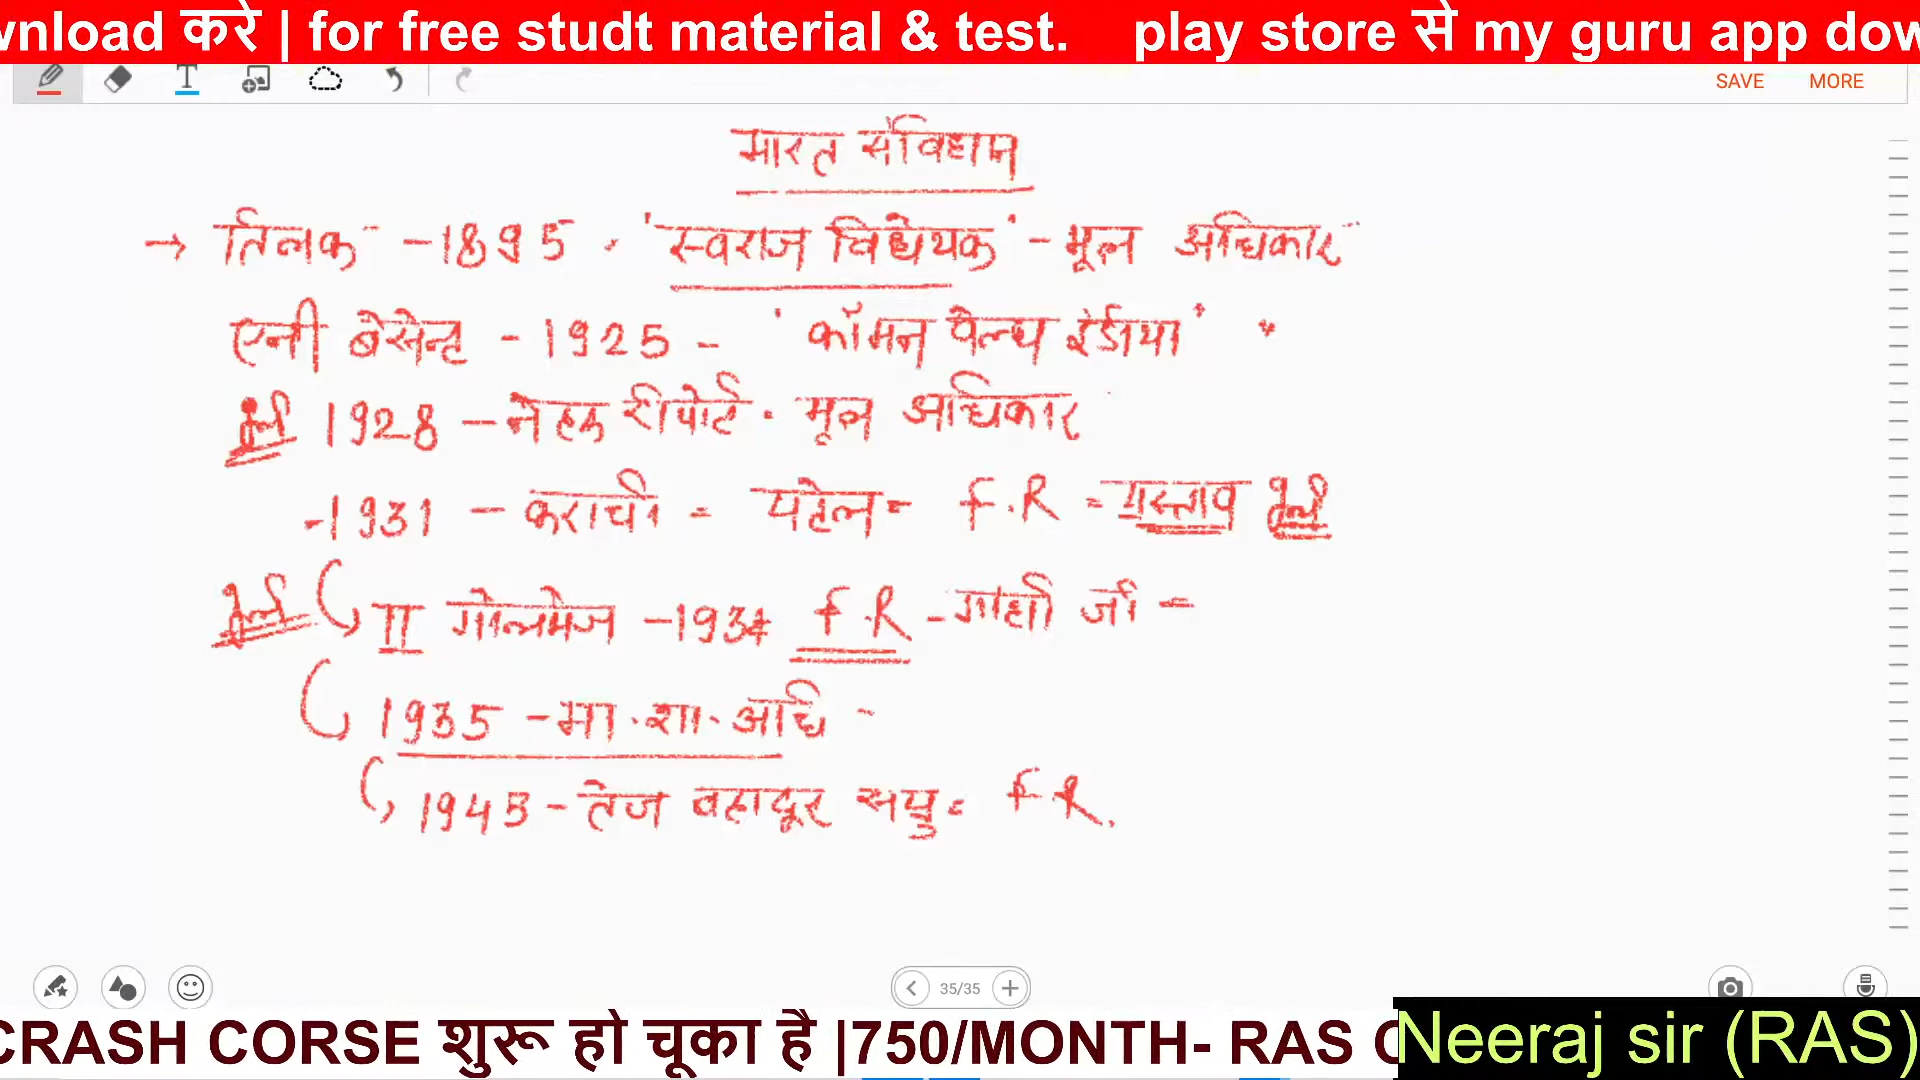 wnload करे | for free studt material & test. play store से my guru app dow
SAVE MORE
भारत संविधान
→ तिलक - 1895 - 'स्वराज विधेयक' - मूल अधिकार
एनी बेसेन्ट - 1925 - 'कॉमन वेल्थ इंडीया'
1928 - नेहरू रीपोर्ट - मूल अधिकार
- 1931 - कराची = पटेल = F.R = प्रस्ताव
II गोलमेज - 1931 F.R - गांधी जी =
1935 - भा.शा.अधि -
1945 - तेज बहादूर सप्रु = F.R.
35/35
CRASH CORSE शुरू हो चूका है |750/MONTH- RAS C
Neeraj sir (RAS)